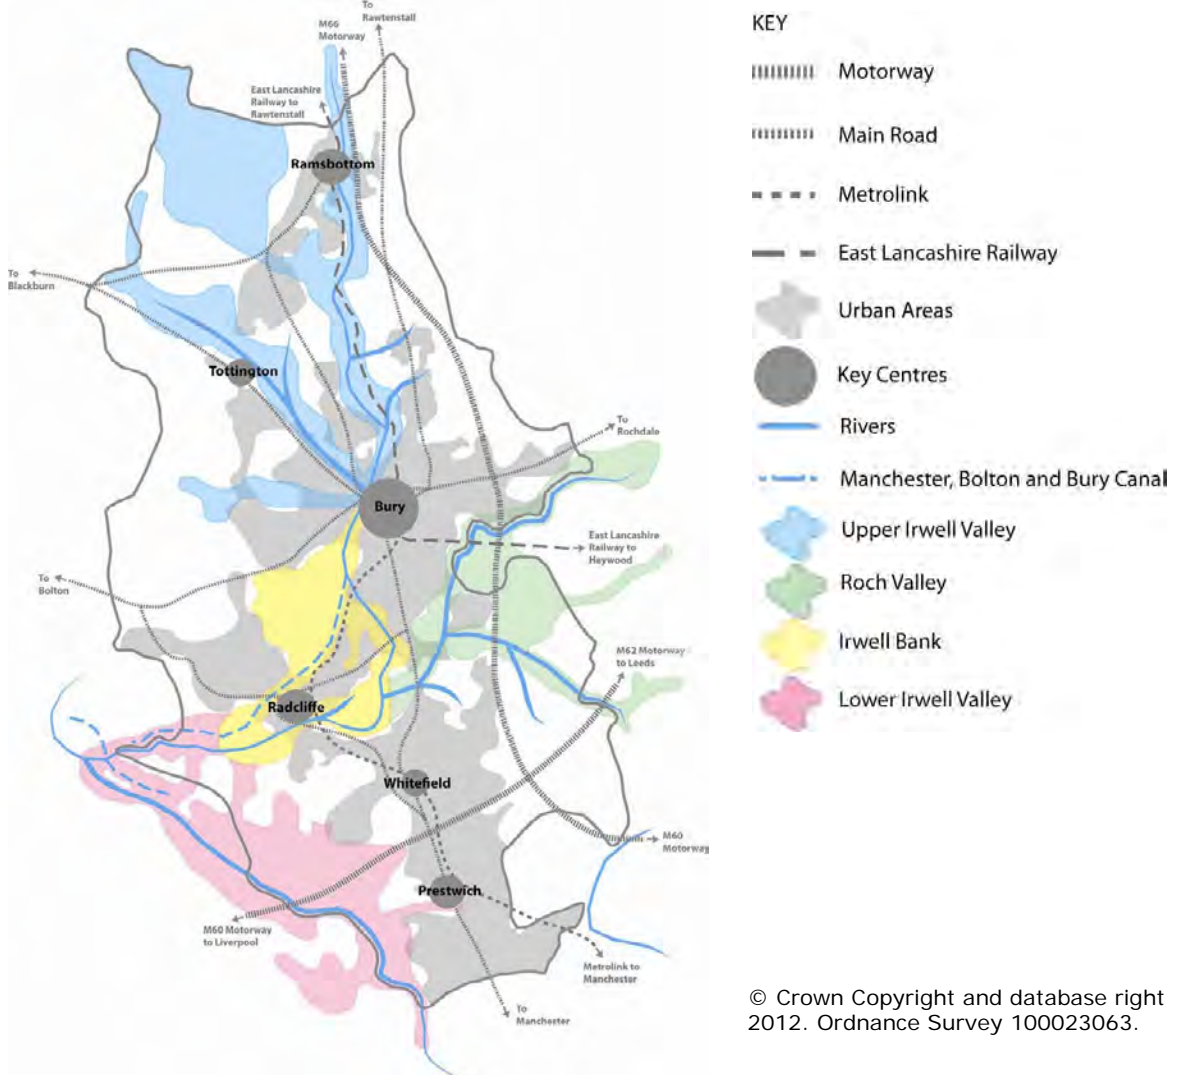 To
Rawtenstall
M66
Motorway
East Lancashire
Railway to
Rawtenstall
Ramsbottom
To
Blackburn
Tottington
To
Rochdale
Bury
East Lancashire
Railway to
Heywood
To
Bolton
M62 Motorway
to Leeds
Radcliffe
Whitefield
M60
Motorway
Prestwich
M60 Motorway
to Liverpool
Metrolink to
Manchester
To
Manchester
KEY
Motorway
Main Road
Metrolink
East Lancashire Railway
Urban Areas
Key Centres
Rivers
Manchester, Bolton and Bury Canal
Upper Irwell Valley
Roch Valley
Irwell Bank
Lower Irwell Valley
© Crown Copyright and database right
2012. Ordnance Survey 100023063.